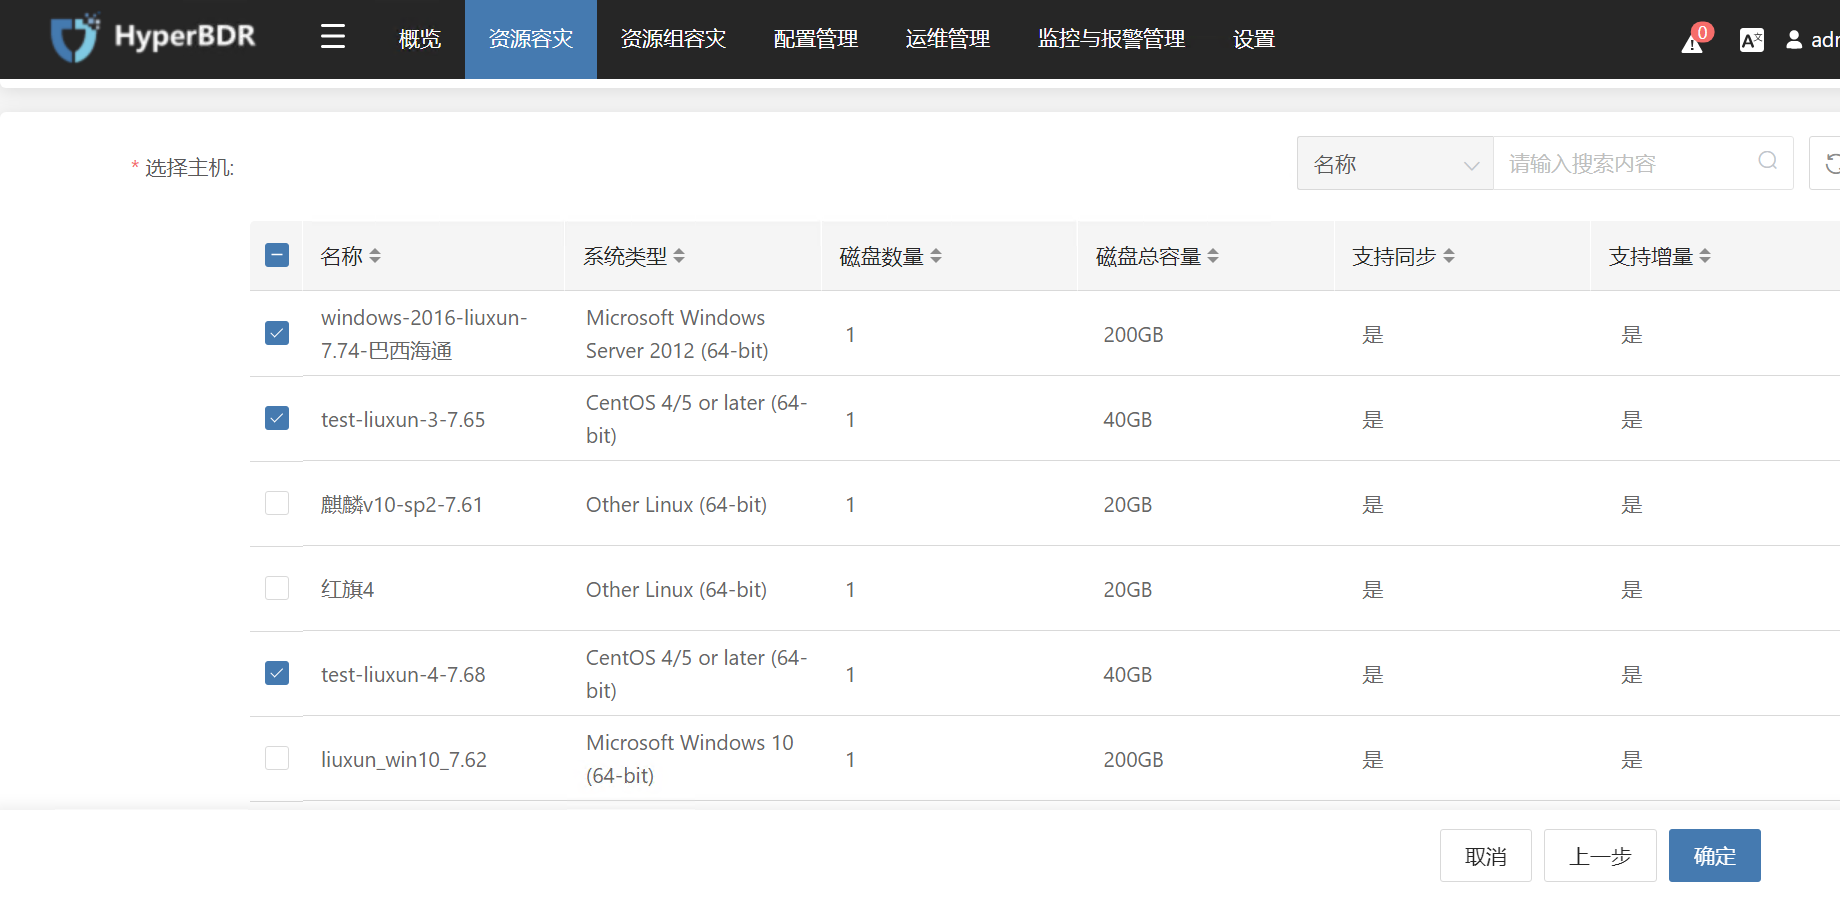 HyperBDR
概览
资源容灾
资源组容灾
配置管理
运维管理
监控与报警管理
设置
0
A文
adr
* 选择主机:
名称
请输入搜索内容
名称
系统类型
磁盘数量
磁盘总容量
支持同步
支持增量
windows-2016-liuxun-
7.74-巴西海通
Microsoft Windows
Server 2012 (64-bit)
1
200GB
是
是
test-liuxun-3-7.65
CentOS 4/5 or later (64-
bit)
1
40GB
是
是
麒麟v10-sp2-7.61
Other Linux (64-bit)
1
20GB
是
是
红旗4
Other Linux (64-bit)
1
20GB
是
是
test-liuxun-4-7.68
CentOS 4/5 or later (64-
bit)
1
40GB
是
是
liuxun_win10_7.62
Microsoft Windows 10
(64-bit)
1
200GB
是
是
取消
上一步
确定